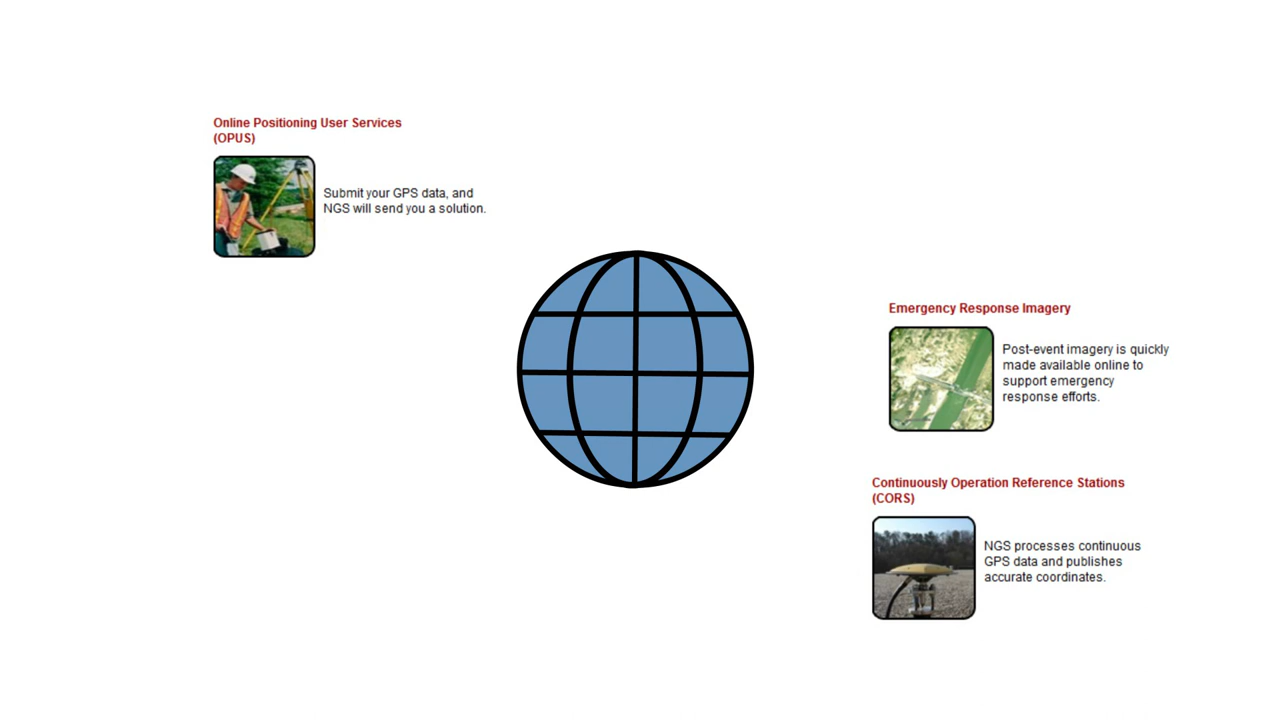 Online Positioning User Services
(OPUS)
Submit your GPS data, and
NGS will send you a solution.
Emergency Response Imagery
Post-event imagery is quickly
made available online to
support emergency
response efforts.
Continuously Operation Reference Stations
(CORS)
NGS processes continuous
GPS data and publishes
accurate coordinates.